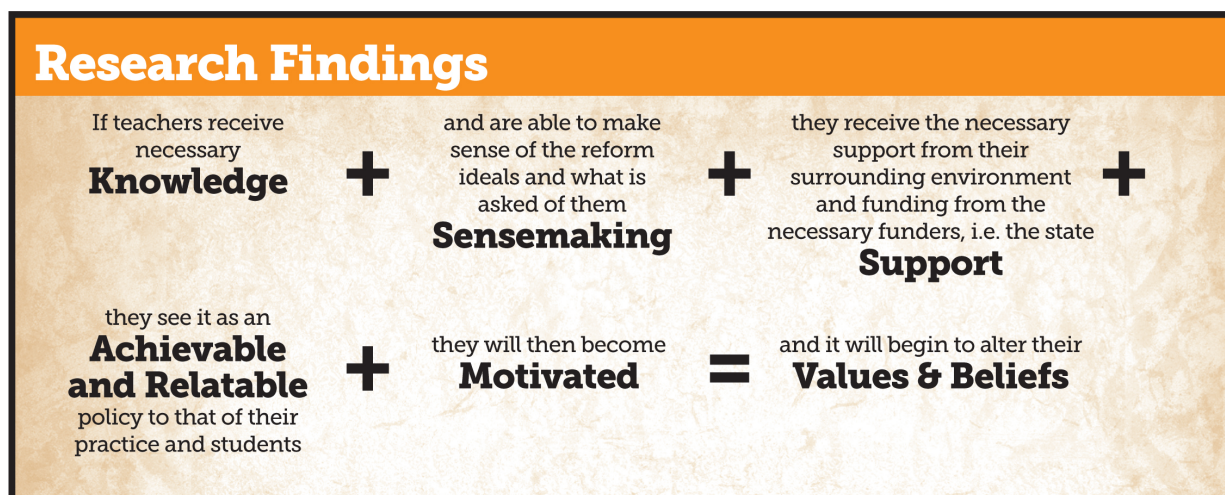 Research Findings
If teachers receive
necessary
Knowledge
+
and are able to make
sense of the reform
ideals and what is
asked of them
Sensemaking
+
they receive the necessary
support from their
surrounding environment
and funding from the
necessary funders, i.e. the state
Support
+
they see it as an
Achievable
and Relatable
policy to that of their
practice and students
+
they will then become
Motivated
=
and it will begin to alter their
Values & Beliefs